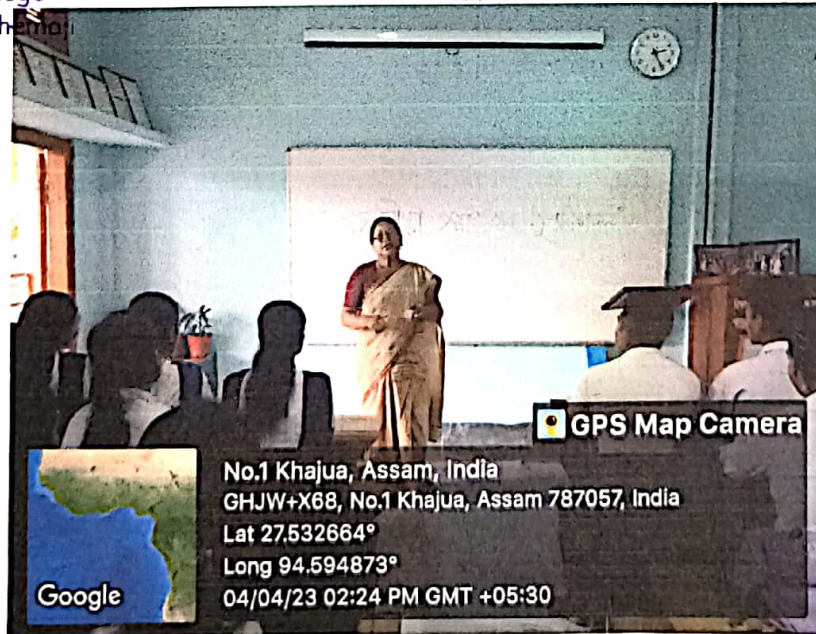 GPS Map Camera
No.1 Khajua, Assam, India
GHJW+X68, No.1 Khajua, Assam 787057, India
Lat 27.532664°
Long 94.594873°
04/04/23 02:24 PM GMT +05:30
Google